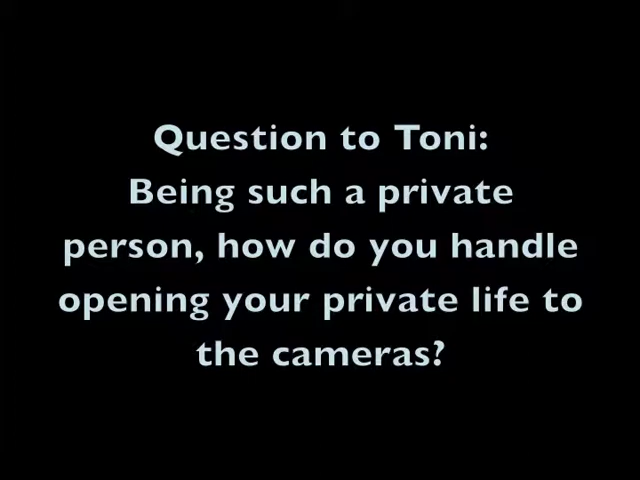 Question to Toni:
Being such a private
person, how do you handle
opening your private life to
the cameras?